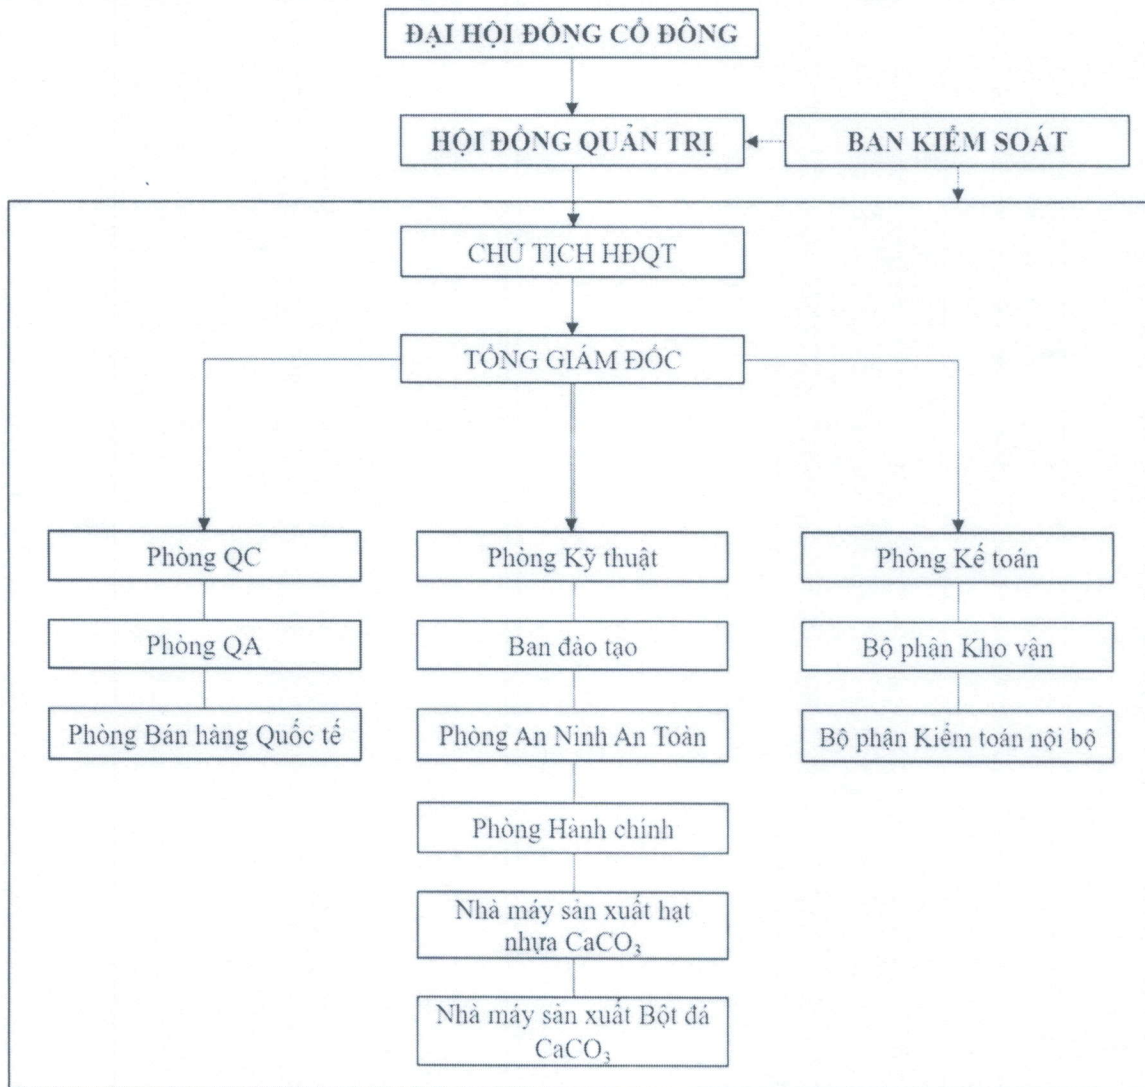 ĐẠI HỘI ĐỒNG CỔ ĐÔNG
HỘI ĐỒNG QUẢN TRỊ
BAN KIỂM SOÁT
CHỦ TỊCH HĐQT
TỔNG GIÁM ĐỐC
Phòng QC
Phòng Kỹ thuật
Phòng Kế toán
Phòng QA
Ban đào tạo
Bộ phận Kho vận
Phòng Bán hàng Quốc tế
Phòng An Ninh An Toàn
Bộ phận Kiểm toán nội bộ
Phòng Hành chính
Nhà máy sản xuất hạt
nhựa CaCO₃
Nhà máy sản xuất Bột đá
CaCO₃